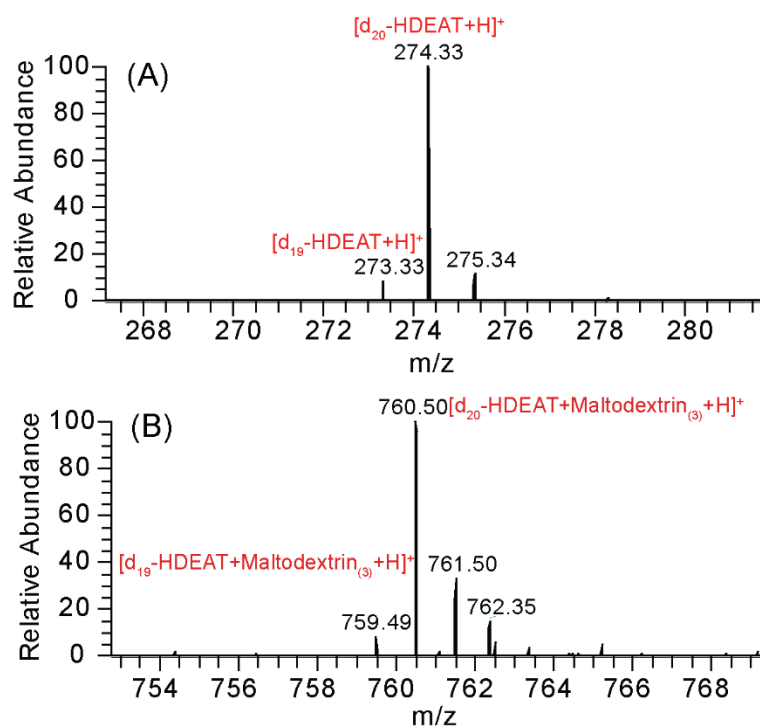 [d₂₀-HDEAT+H]⁺
274.33
(A)
100
80
60
40
20
0
Relative Abundance
[d₁₉-HDEAT+H]⁺
273.33
275.34
268 270 272 274 276 278 280
m/z
(B)
760.50
[d₂₀-HDEAT+Maltodextrin₍₃₎+H]⁺
100
80
60
40
20
0
Relative Abundance
[d₁₉-HDEAT+Maltodextrin₍₃₎+H]⁺
761.50
759.49
762.35
754 756 758 760 762 764 766 768
m/z